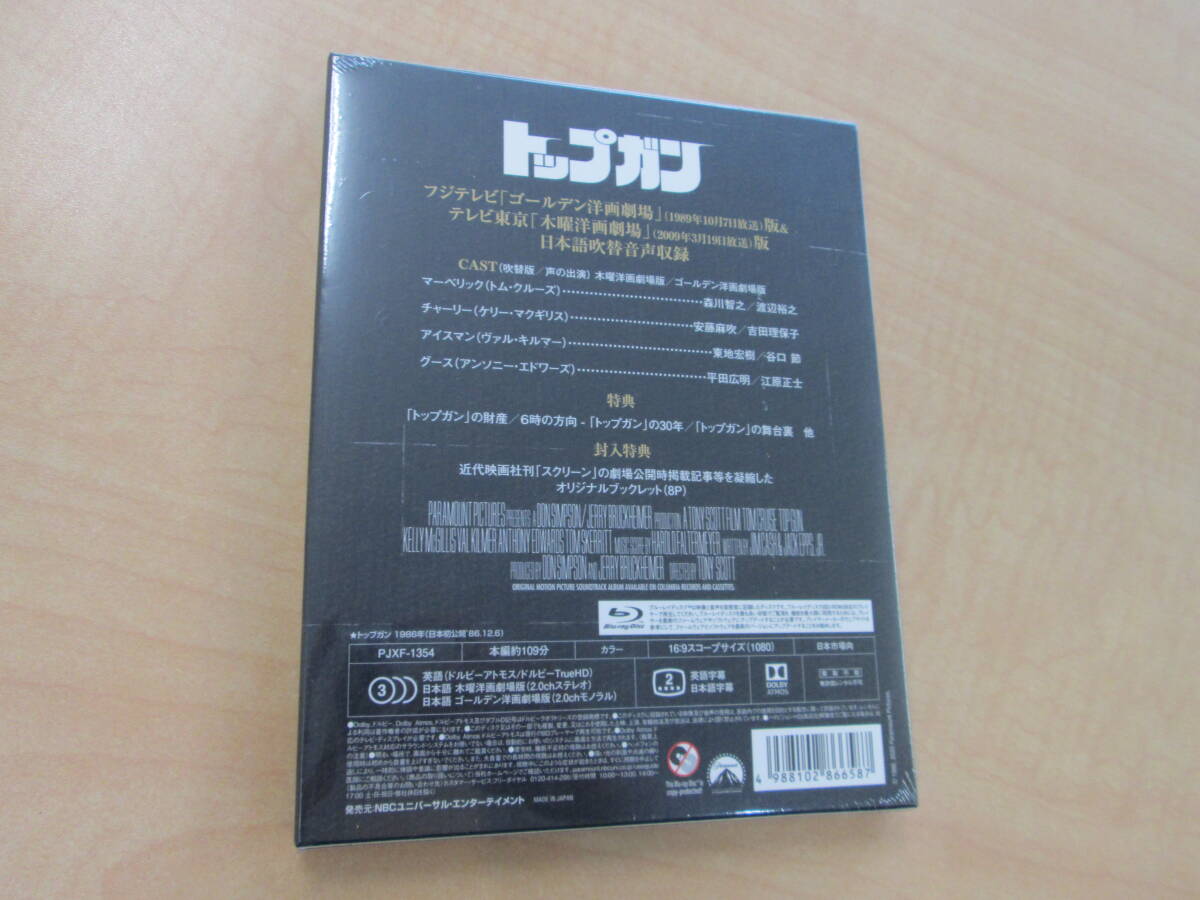 トップガン
フジテレビ「ゴールデン洋画劇場」(1989年10月7日放送)版&
テレビ東京「木曜洋画劇場」(2009年3月19日放送)版
日本語吹替音声収録
CAST(吹替版/声の出演) 木曜洋画劇場版/ゴールデン洋画劇場版
マーベリック(トム・クルーズ)・・・・・・・・・・・・・・・・・・森川智之/渡辺裕之
チャーリー(ケリー・マクギリス)・・・・・・・・・・・・・・・・・・安藤麻吹/吉田理保子
アイスマン(ヴァル・キルマー)・・・・・・・・・・・・・・・・・・東地宏樹/谷口 節
グース(アンソニー・エドワーズ)・・・・・・・・・・・・・・・・・・平田広明/江原正士
特典
「トップガン」の財産/6時の方向 - 「トップガン」の30年/「トップガン」の舞台裏 他
封入特典
近代映画社刊「スクリーン」の劇場公開時掲載記事等を凝縮した
オリジナルブックレット(8P)
PARAMOUNT PICTURES PRESENTS A DON SIMPSON/JERRY BRUCKHEIMER PRODUCTION A TONY SCOTT FILM TOM CRUISE TOP GUN
KELLY McGILLIS VAL KILMER ANTHONY EDWARDS TOM SKERRITT MUSIC SCORE BY HAROLD FALTERMEYER WRITTEN BY JIM CASH & JACK EPPS, JR.
PRODUCED BY DON SIMPSON AND JERRY BRUCKHEIMER DIRECTED BY TONY SCOTT
ORIGINAL MOTION PICTURE SOUNDTRACK ALBUM AVAILABLE ON COLUMBIA RECORDS AND CASSETTES.
Blu-ray Disc
★トップガン 1986年(日本初公開'86.12.6)
PJXF-1354 本編約109分 カラー 16:9スコープサイズ(1080) 日本市場向
3
英語(ドルビーアトモス/ドルビーTrueHD)
日本語 木曜洋画劇場版(2.0chステレオ)
日本語 ゴールデン洋画劇場版(2.0chモノラル)
2
英語字幕
日本語字幕
DOLBY
ATMOS
This Blu-ray Disc is
copy-protected
Paramount
4 988102 866587
発売元:NBCユニバーサル・エンターテイメント MADE IN JAPAN